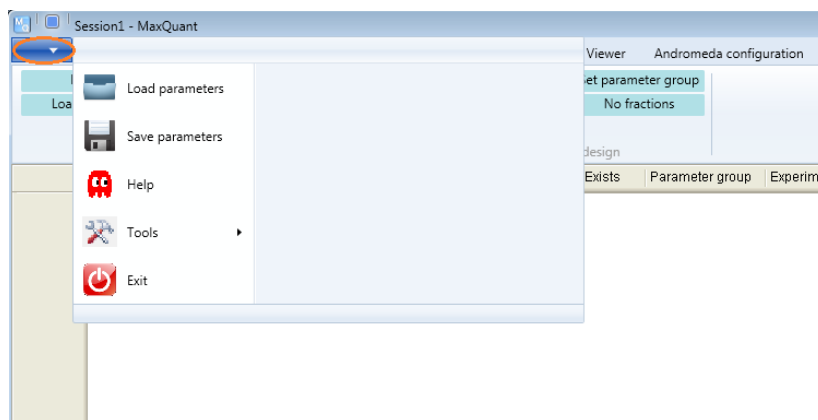 Session1 - MaxQuant
Viewer Andromeda configuration
Load parameters
parameter group
Loa
No fractions
Save parameters
design
Exists Parameter group Experim
Help
Tools
Exit